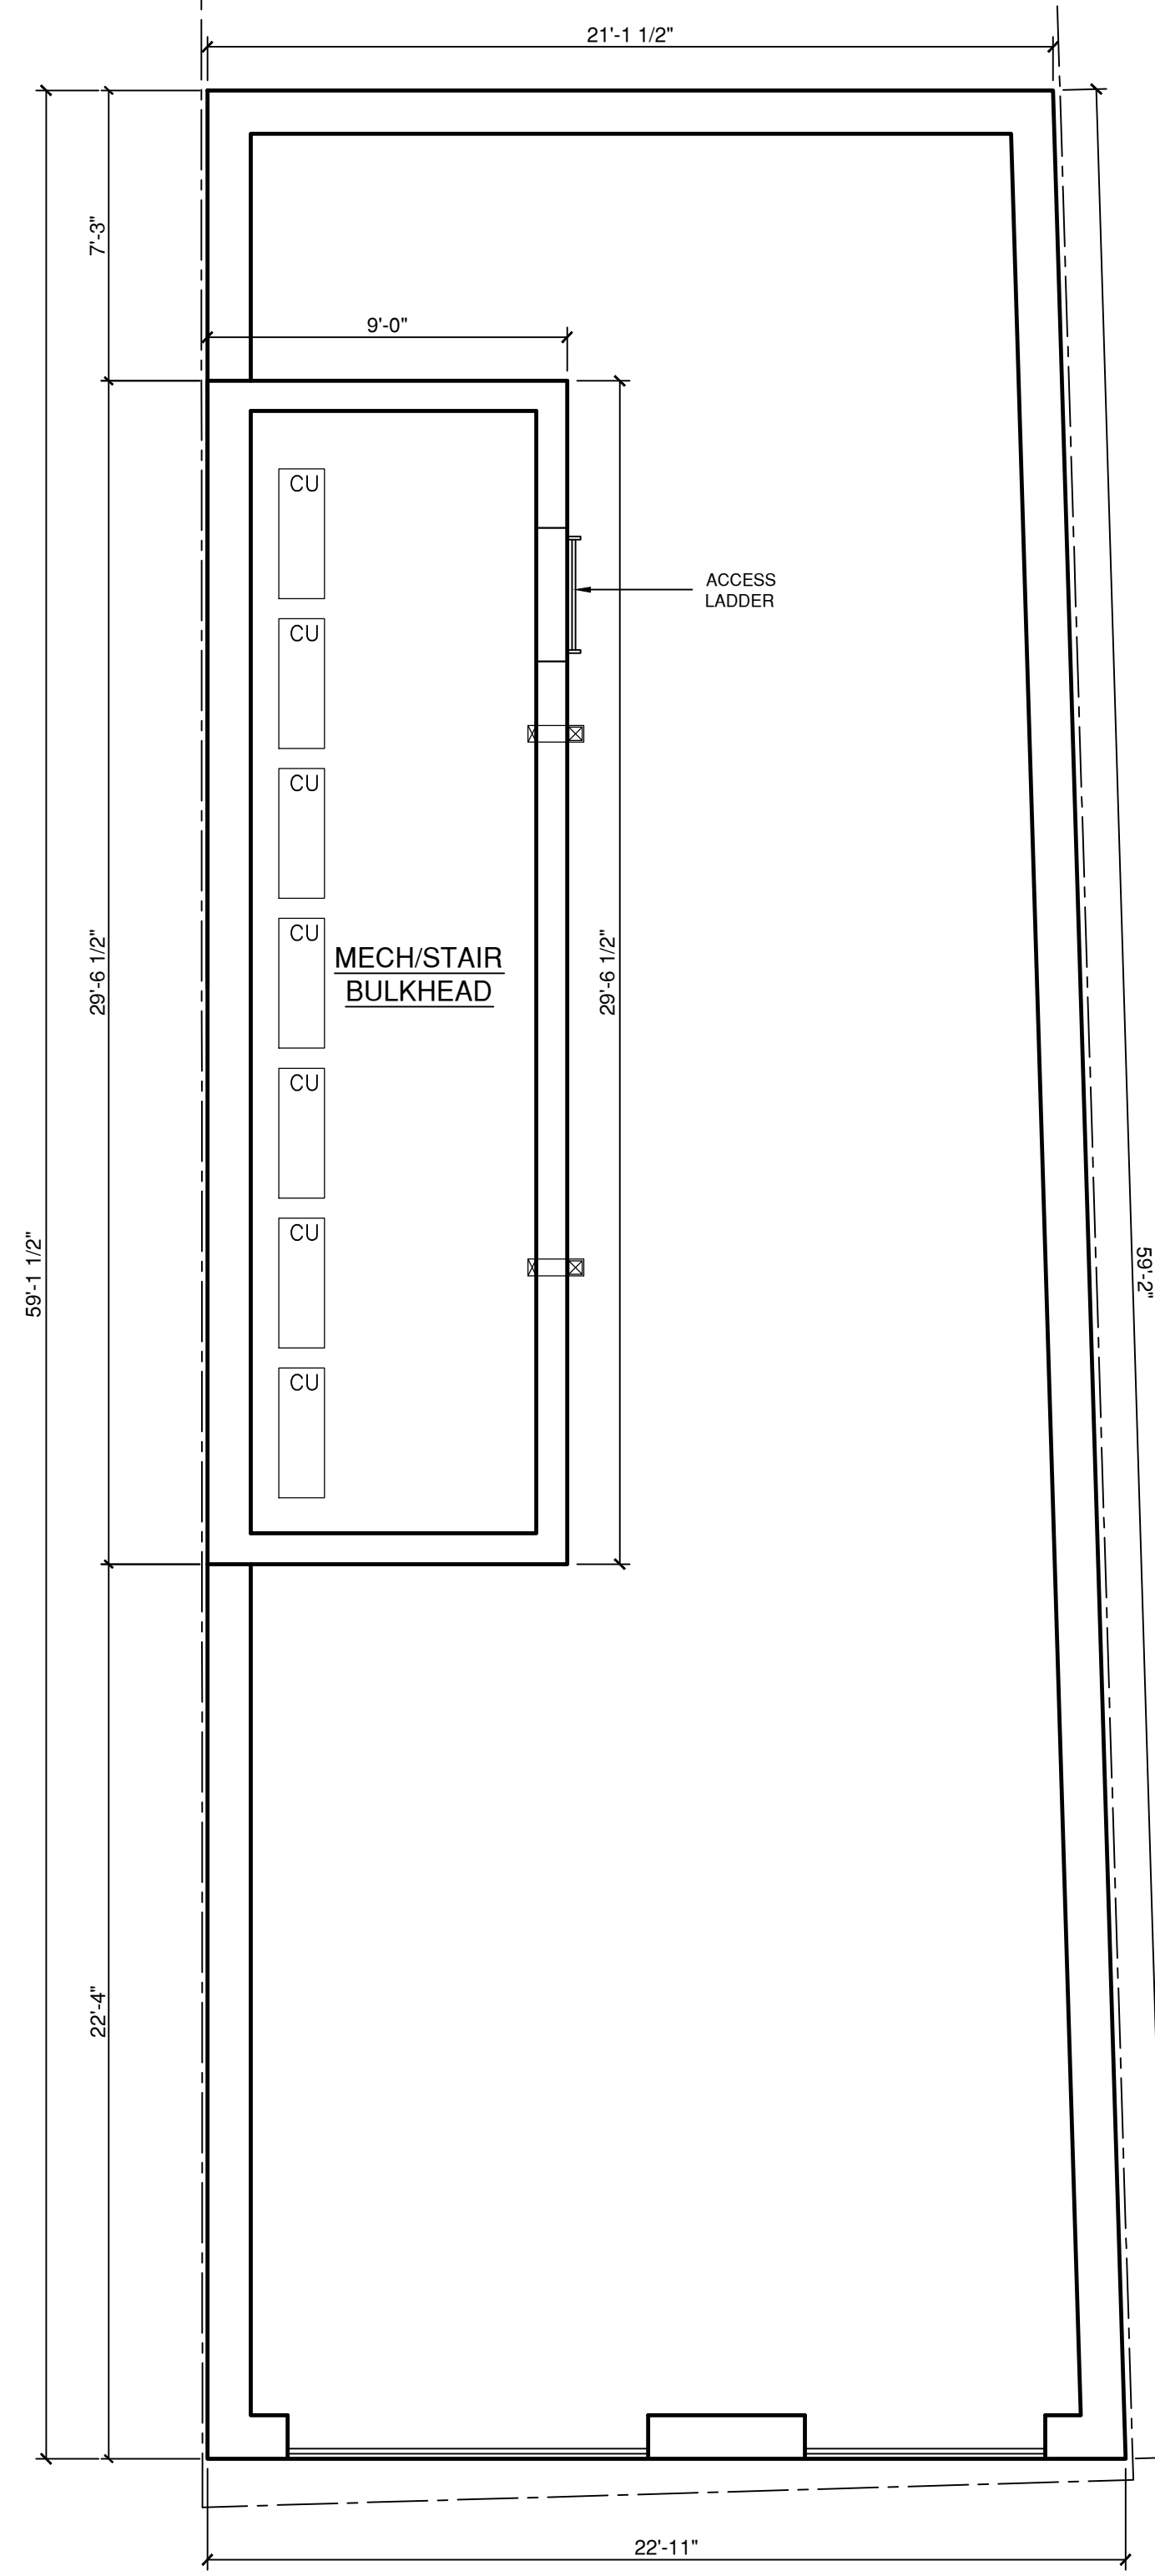 21'-1 1/2"
7'-3"
9'-0"
CU
ACCESS
LADDER
CU
CU
CU
MECH/STAIR
BULKHEAD
29'-6 1/2"
29'-6 1/2"
CU
CU
59'-1 1/2"
59'-2"
CU
22'-4"
22'-11"